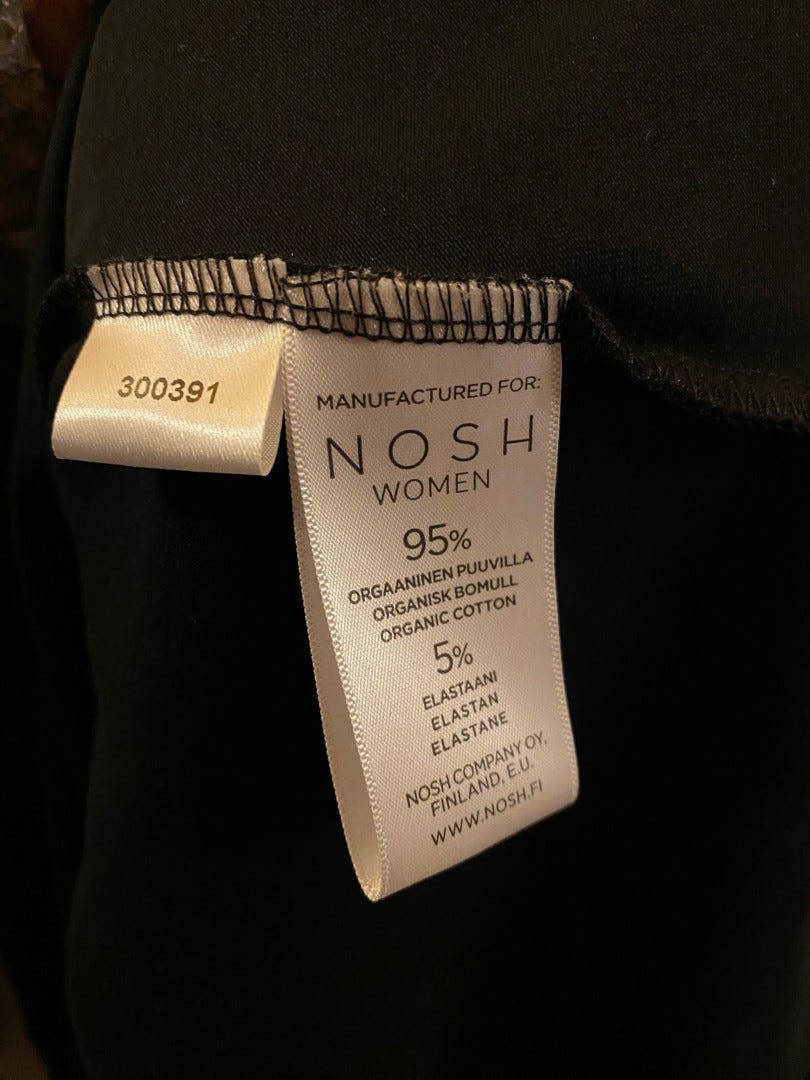 300391
MANUFACTURED FOR:
NOSH
WOMEN
95%
ORGAANINEN PUUVILLA
ORGANISK BOMULL
ORGANIC COTTON
5%
ELASTAANI
ELASTAN
ELASTANE
NOSH COMPANY OY,
FINLAND, E.U.
WWW.NOSH.FI